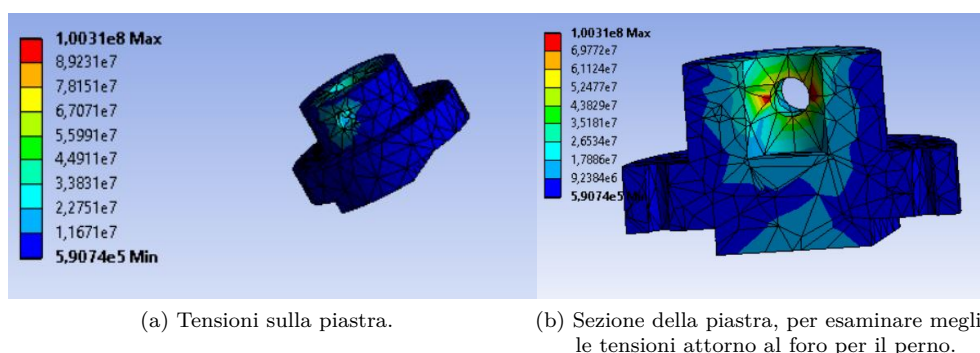 1,0031e8 Max
8,9231e7
7,8151e7
6,7071e7
5,5991e7
4,4911e7
3,3831e7
2,2751e7
1,1671e7
5,9074e5 Min
1,0031e8 Max
6,9772e7
6,1124e7
5,2477e7
4,3829e7
3,5181e7
2,6534e7
1,7886e7
9,2384e6
5,9074e5
(a) Tensioni sulla piastra.
(b) Sezione della piastra, per esaminare megli
le tensioni attorno al foro per il perno.